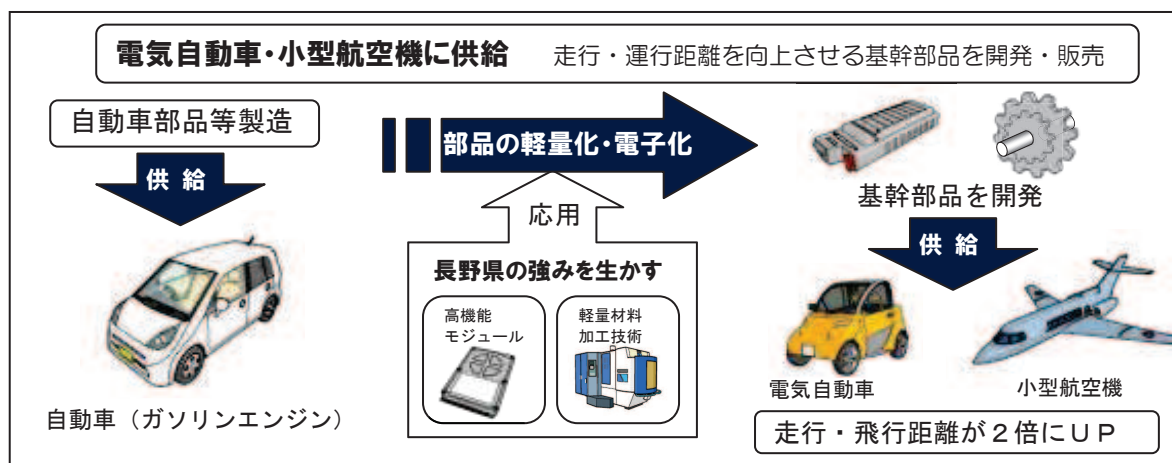 電気自動車・小型航空機に供給 走行・運行距離を向上させる基幹部品を開発・販売
自動車部品等製造
供 給
自動車（ガソリンエンジン）
部品の軽量化・電子化
応用
長野県の強みを生かす
高機能
モジュール
軽量材料
加工技術
基幹部品を開発
供 給
電気自動車
小型航空機
走行・飛行距離が２倍にＵＰ